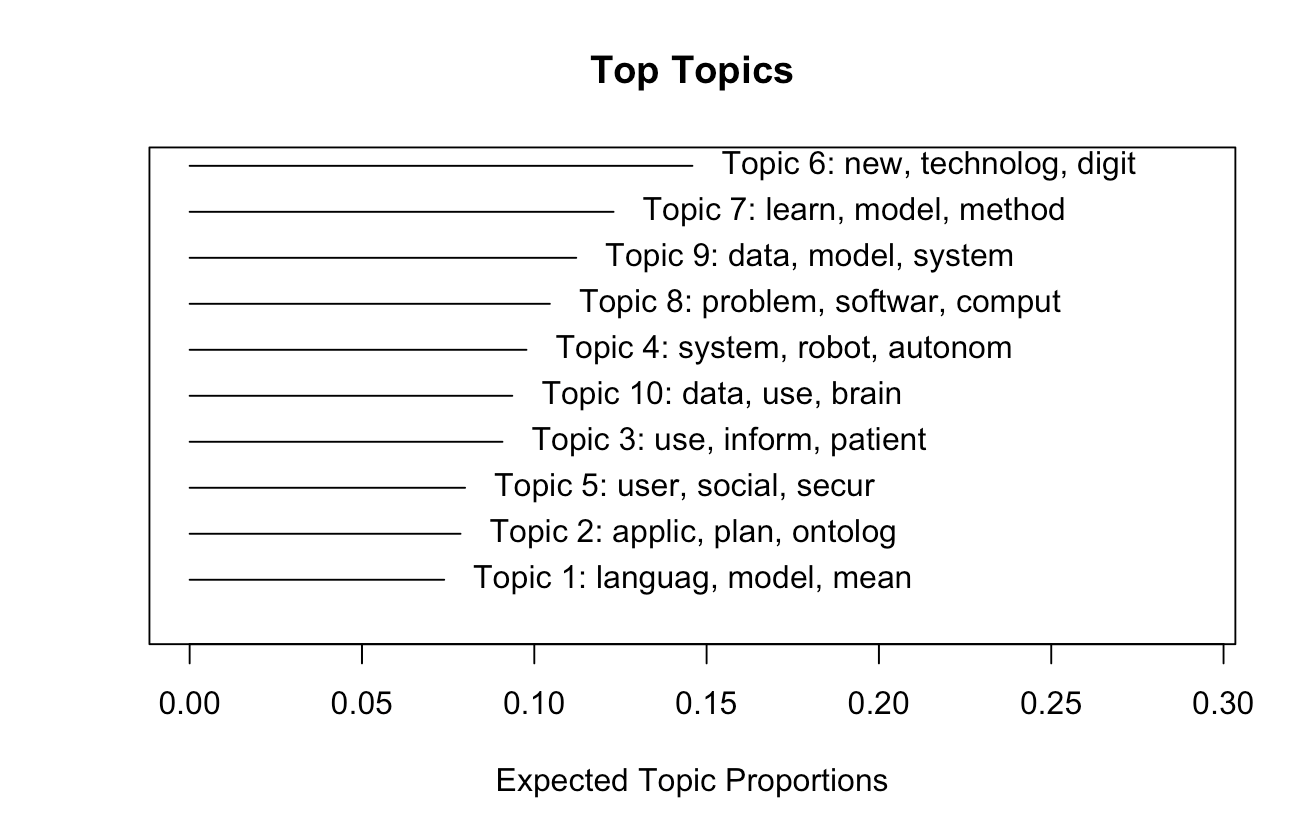 Top Topics
Topic 6: new, technolog, digit
Topic 7: learn, model, method
Topic 9: data, model, system
Topic 8: problem, softwar, comput
Topic 4: system, robot, autonom
Topic 10: data, use, brain
Topic 3: use, inform, patient
Topic 5: user, social, secur
Topic 2: applic, plan, ontolog
Topic 1: languag, model, mean
0.00 0.05 0.10 0.15 0.20 0.25 0.30
Expected Topic Proportions